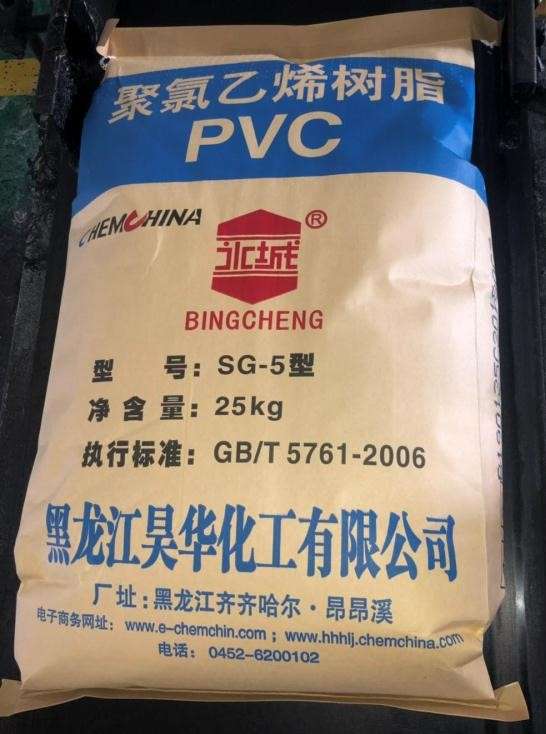 聚氯乙烯树脂
PVC
CHEMCHINA
冰城®
BINGCHENG
型 号：SG-5型
净含量：25kg
执行标准：GB/T 5761-2006
黑龙江昊华化工有限公司
厂址：黑龙江齐齐哈尔·昂昂溪
电子商务网址：www.e-chemchin.com；www.hhhlj.chemchina.com
电话：0452-6200102